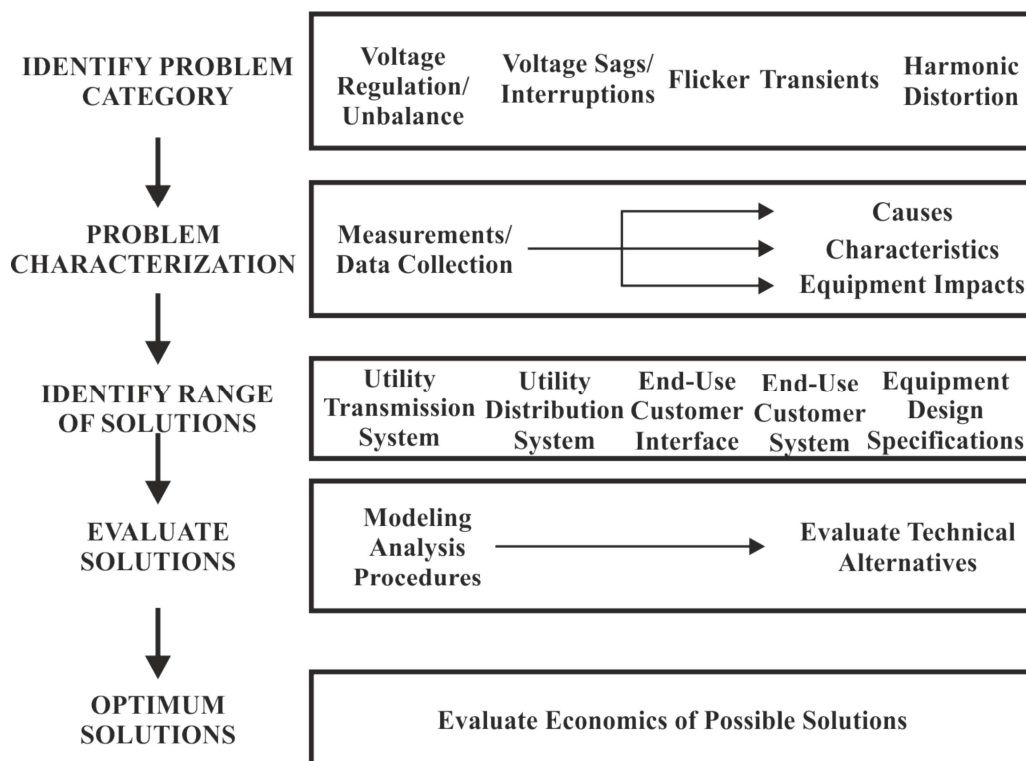 IDENTIFY PROBLEM
CATEGORY
Voltage
Regulation/
Unbalance
Voltage Sags/
Interruptions
Flicker
Transients
Harmonic
Distortion
PROBLEM
CHARACTERIZATION
Measurements/
Data Collection
Causes
Characteristics
Equipment Impacts
IDENTIFY RANGE
OF SOLUTIONS
Utility
Transmission
System
Utility
Distribution
System
End-Use
Customer
Interface
End-Use
Customer
System
Equipment
Design
Specifications
EVALUATE
SOLUTIONS
Modeling
Analysis
Procedures
Evaluate Technical
Alternatives
OPTIMUM
SOLUTIONS
Evaluate Economics of Possible Solutions